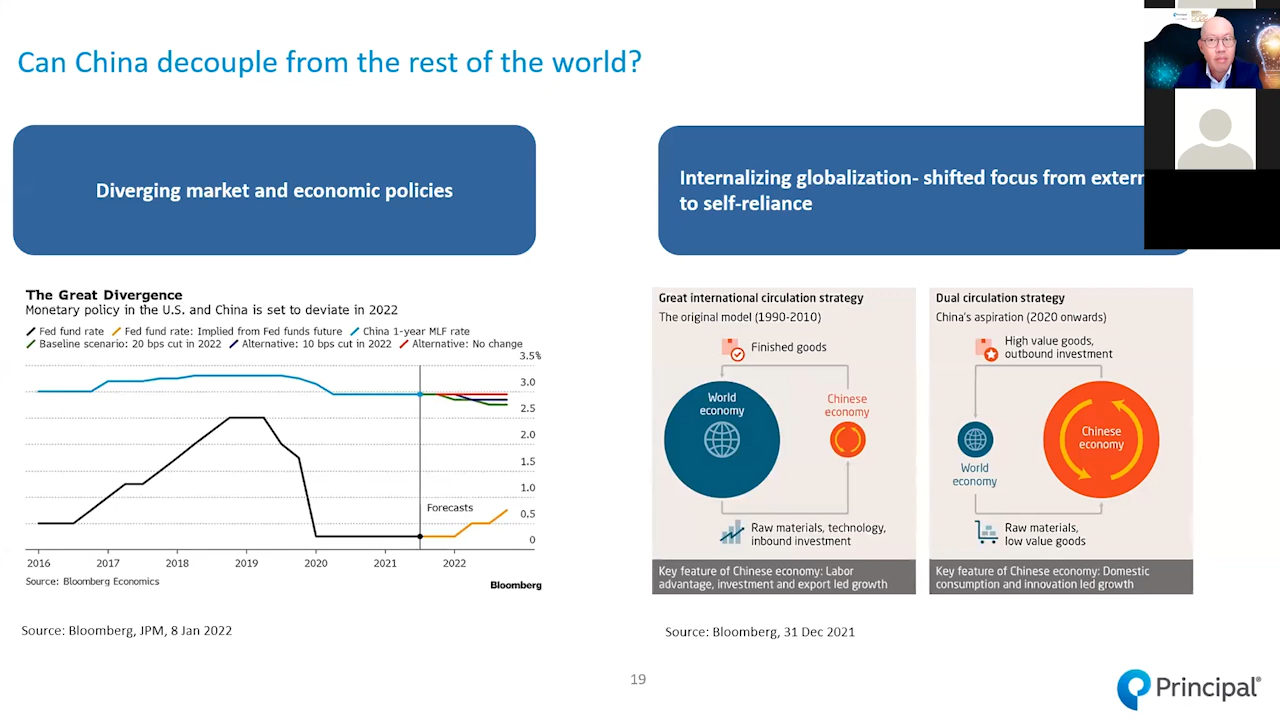 Can China decouple from the rest of the world?
Diverging market and economic policies
Internalizing globalization- shifted focus from extern
to self-reliance
The Great Divergence
Monetary policy in the U.S. and China is set to deviate in 2022
Fed fund rate Fed fund rate: Implied from Fed funds future China 1-year MLF rate
Baseline scenario: 20 bps cut in 2022 Alternative: 10 bps cut in 2022 Alternative: No change
3.5%
3.0
2.5
2.0
1.5
1.0
0.5
0
Forecasts
2016 2017 2018 2019 2020 2021 2022
Source: Bloomberg Economics
Bloomberg
Source: Bloomberg, JPM, 8 Jan 2022
Great international circulation strategy
The original model (1990-2010)
Finished goods
World
economy
Chinese
economy
Raw materials, technology,
inbound investment
Key feature of Chinese economy: Labor
advantage, investment and export led growth
Dual circulation strategy
China's aspiration (2020 onwards)
High value goods,
outbound investment
World
economy
Chinese
economy
Raw materials,
low value goods
Key feature of Chinese economy: Domestic
consumption and innovation led growth
Source: Bloomberg, 31 Dec 2021
19
Principal®